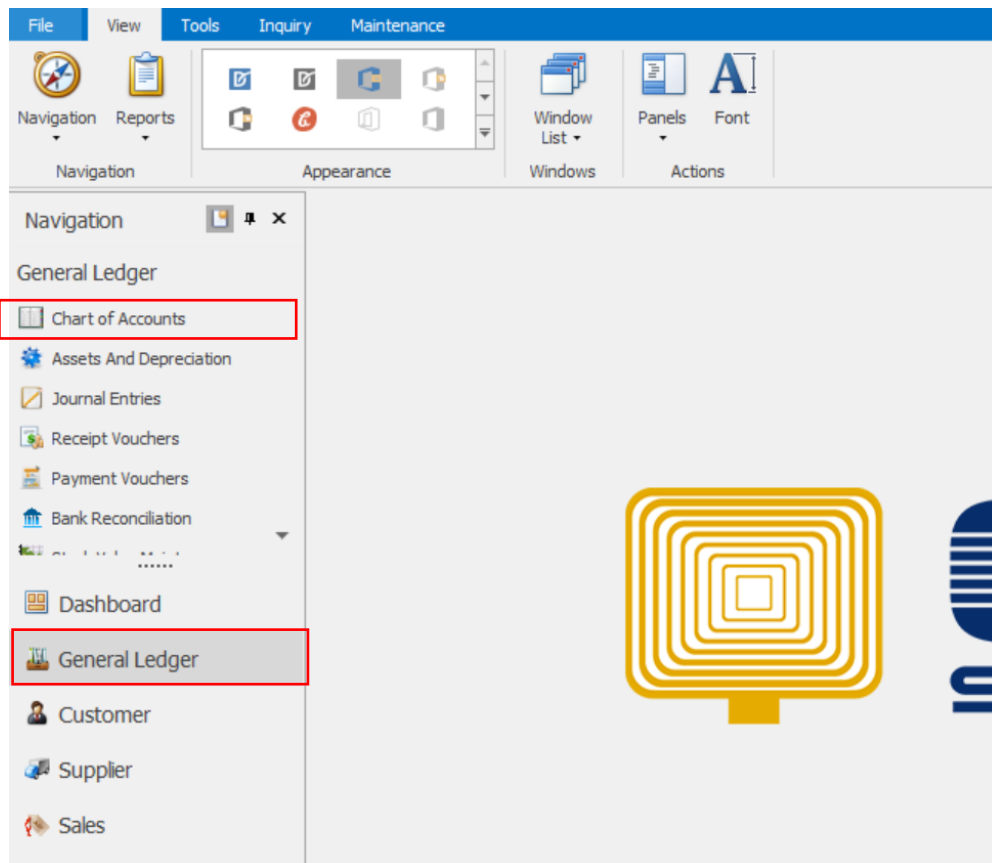 File View Tools Inquiry Maintenance
Navigation Reports Window List Panels Font
Navigation Appearance Windows Actions
Navigation
General Ledger
Chart of Accounts
Assets And Depreciation
Journal Entries
Receipt Vouchers
Payment Vouchers
Bank Reconciliation
Dashboard
General Ledger
Customer
Supplier
Sales